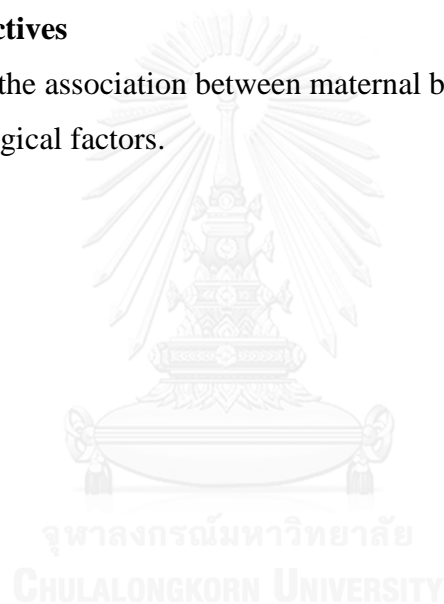 ctives
the association between maternal b
gical factors.
จุฬาลงกรณ์มหาวิทยาลัย
CHULALONGKORN UNIVERSITY